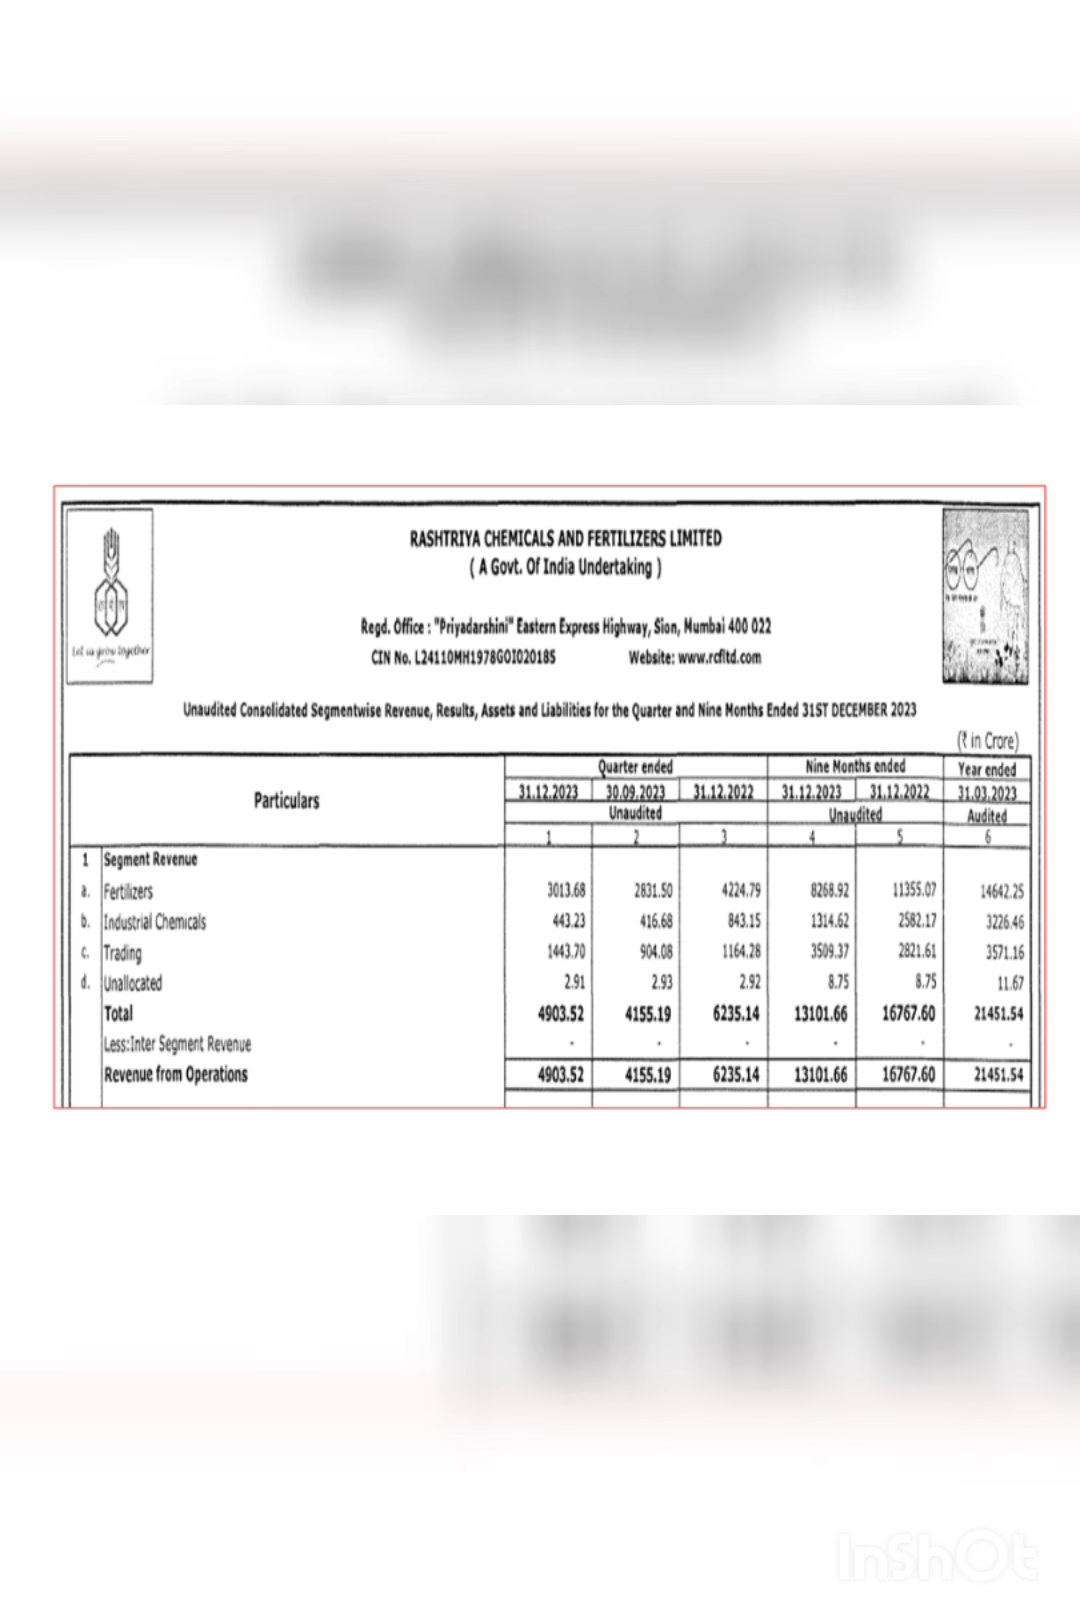 Let us grow together
RASHTRIYA CHEMICALS AND FERTILIZERS LIMITED
( A Govt. Of India Undertaking )
Regd. Office : "Priyadarshini" Eastern Express Highway, Sion, Mumbai 400 022
CIN No. L24110MH1978GOI020185 Website: www.rcfltd.com
Unaudited Consolidated Segmentwise Revenue, Results, Assets and Liabilities for the Quarter and Nine Months Ended 31ST DECEMBER 2023
(₹ in Crore)
Particulars Quarter ended Nine Months ended Year ended
31.12.2023 30.09.2023 31.12.2022 31.12.2023 31.12.2022 31.03.2023
Unaudited Unaudited Audited
1 2 3 4 5 6
1 Segment Revenue
a. Fertilizers 3013.68 2831.50 4224.79 8268.92 11355.07 14642.25
b. Industrial Chemicals 443.23 416.68 843.15 1314.62 2582.17 3226.46
c. Trading 1443.70 904.08 1164.28 3509.37 2821.61 3571.16
d. Unallocated 2.91 2.93 2.92 8.75 8.75 11.67
Total 4903.52 4155.19 6235.14 13101.66 16767.60 21451.54
Less:Inter Segment Revenue - - - - - -
Revenue from Operations 4903.52 4155.19 6235.14 13101.66 16767.60 21451.54
InShOt